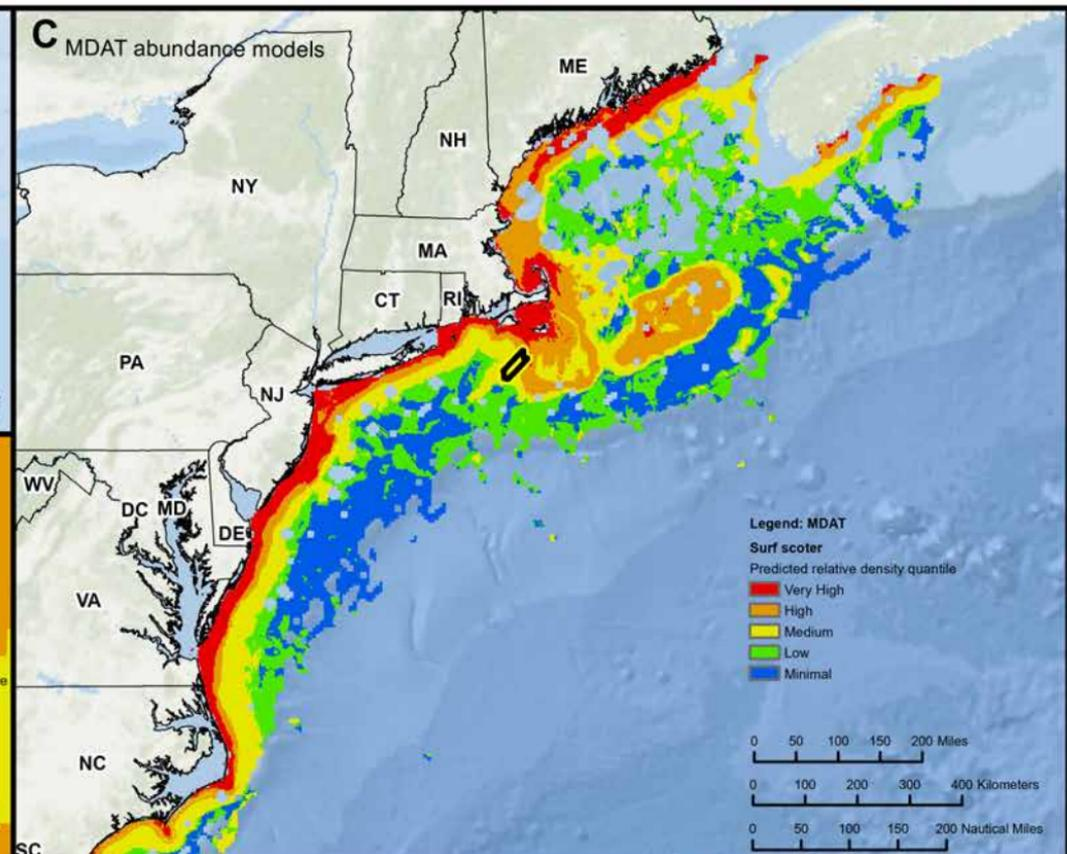 C MDAT abundance models
ME
NH
NY
MA
CT
RI
PA
NJ
WV
DC
MD
DE
VA
NC
SC
Legend: MDAT
Surf scoter
Predicted relative density quantile
Very High
High
Medium
Low
Minimal
0 50 100 150 200 Miles
0 100 200 300 400 Kilometers
0 50 100 150 200 Nautical Miles
e